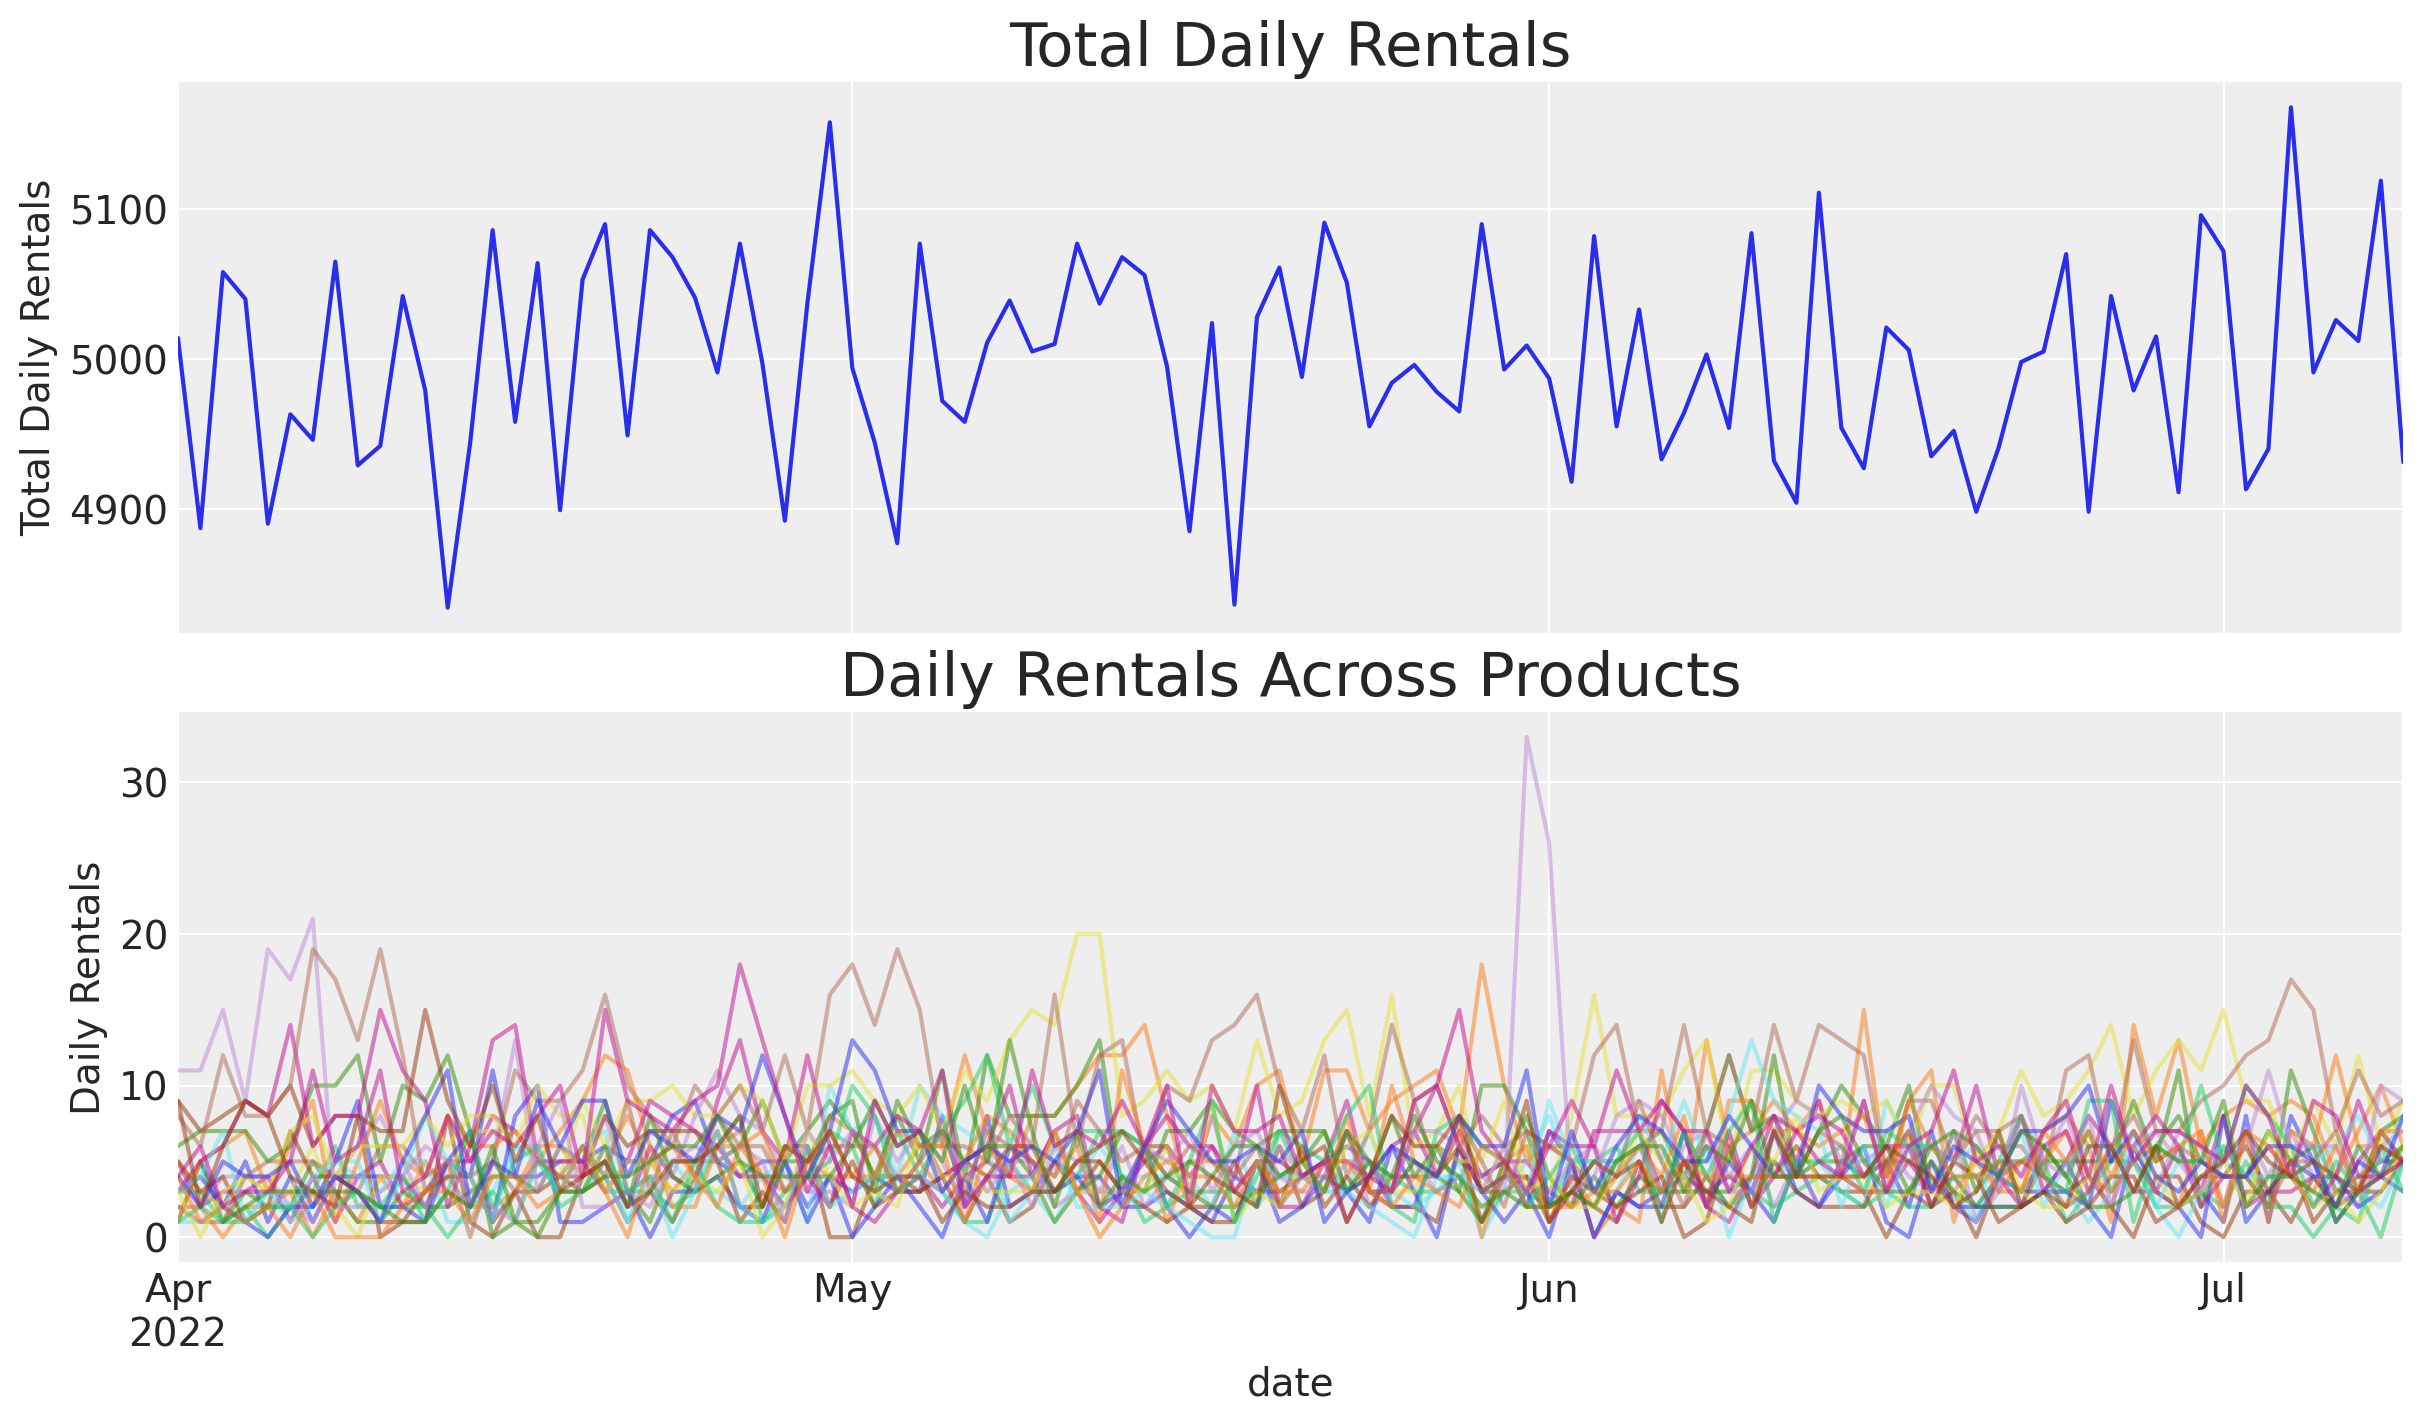 Total Daily Rentals
Total Daily Rentals
5100
5000
4900
Daily Rentals Across Products
Daily Rentals
30
20
10
0
Apr May Jun Jul
2022
date